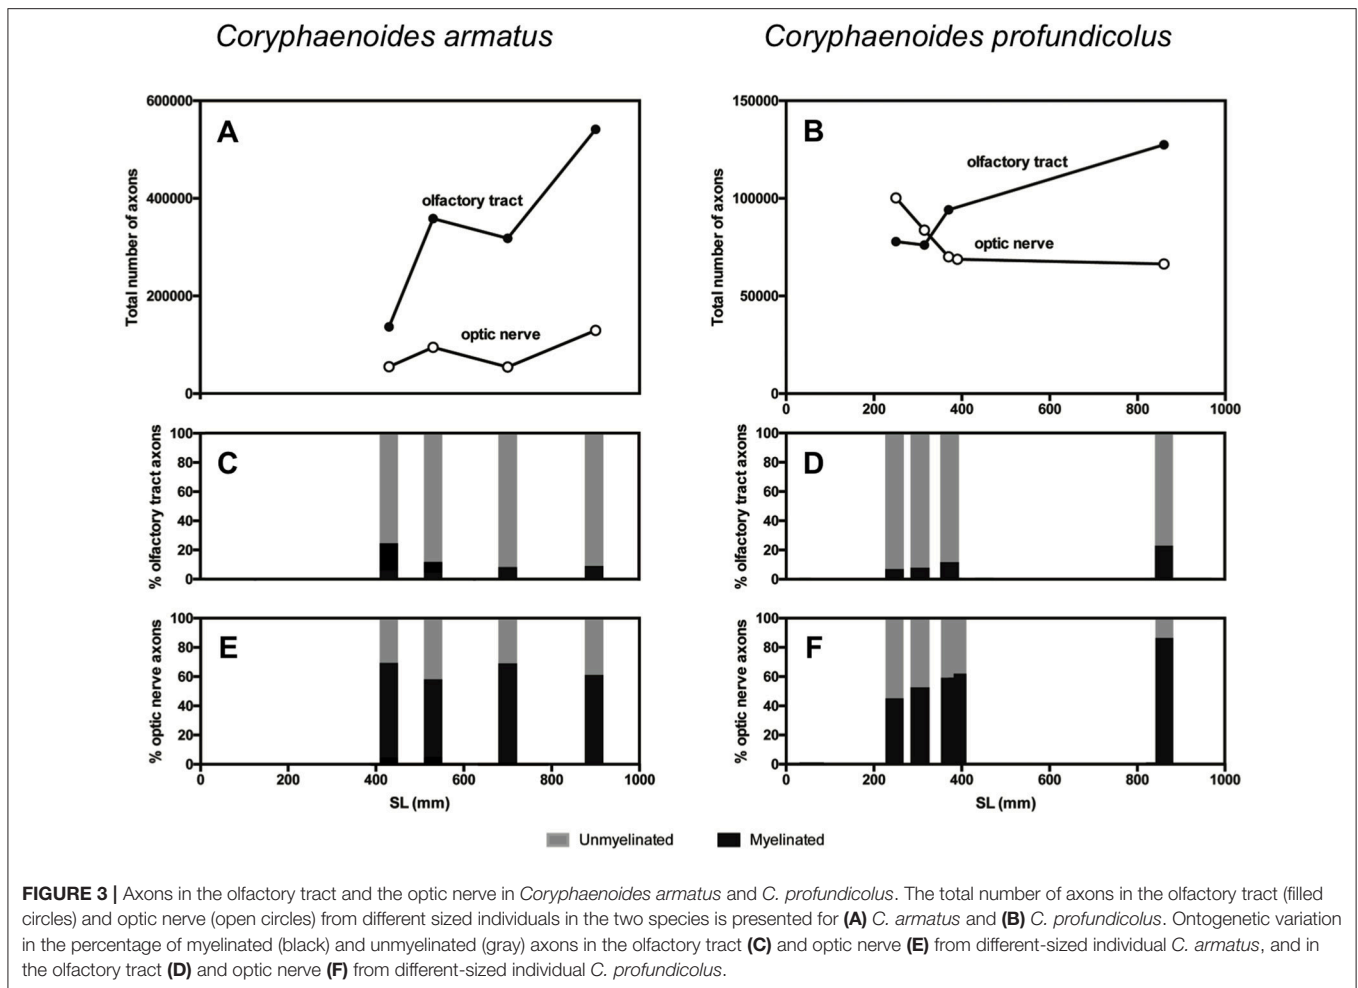 Coryphaenoides armatus
Coryphaenoides profundicolus
A
Total number of axons
600000
400000
200000
0
olfactory tract
optic nerve
B
Total number of axons
150000
100000
50000
0
olfactory tract
optic nerve
0 200 400 600 800 1000
C
% olfactory tract axons
100
80
60
40
20
0
D
% olfactory tract axons
100
80
60
40
20
0
E
% optic nerve axons
100
80
60
40
20
0
0 200 400 600 800 1000
SL (mm)
F
% optic nerve axons
100
80
60
40
20
0
0 200 400 600 800 1000
SL (mm)
Unmyelinated
Myelinated
FIGURE 3 | Axons in the olfactory tract and the optic nerve in Coryphaenoides armatus and C. profundicolus. The total number of axons in the olfactory tract (filled
circles) and optic nerve (open circles) from different sized individuals in the two species is presented for (A) C. armatus and (B) C. profundicolus. Ontogenetic variation
in the percentage of myelinated (black) and unmyelinated (gray) axons in the olfactory tract (C) and optic nerve (E) from different-sized individual C. armatus, and in
the olfactory tract (D) and optic nerve (F) from different-sized individual C. profundicolus.